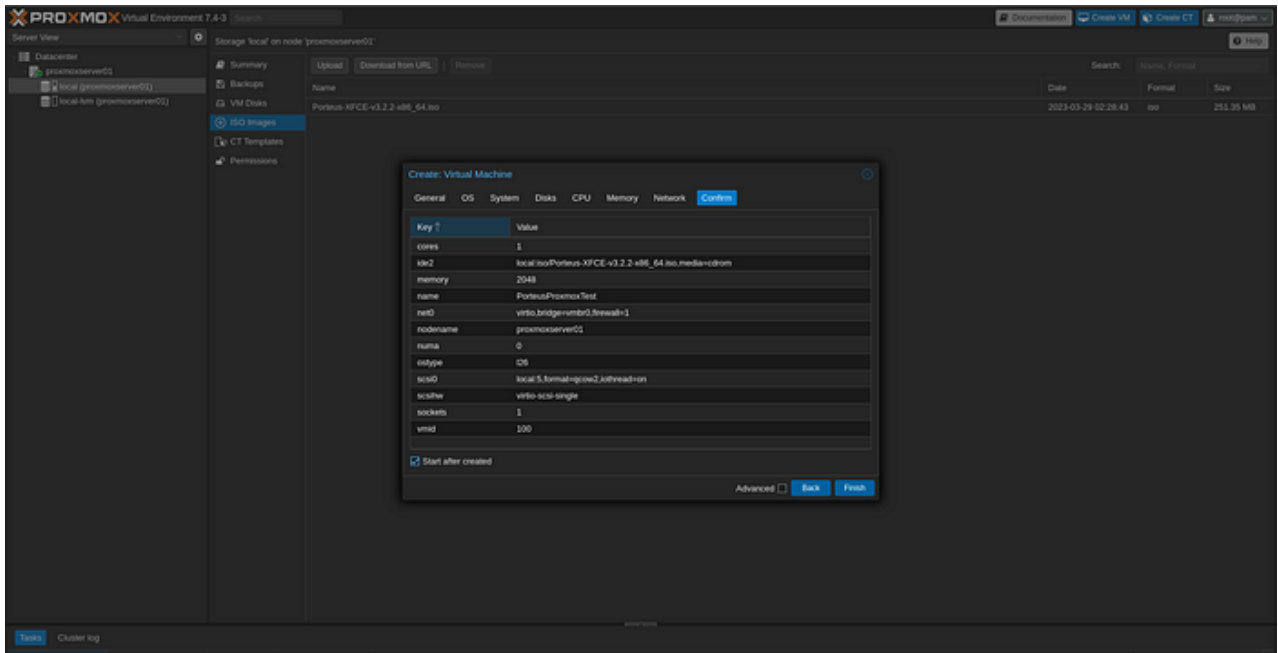 PROXMOX Virtual Environment 7.4-3 Search
Documentation Create VM Create CT root@pam
Server View
Storage 'local' on node 'proxmoxserver01'
Help
Datacenter
proxmoxserver01
local (proxmoxserver01)
local-lvm (proxmoxserver01)
Summary
Backups
VM Disks
ISO Images
CT Templates
Permissions
Upload Download from URL Remove
Search: Name, Format
Name Date Format Size
Porteus-XFCE-v3.2.2-x86_64.iso 2023-03-29 02:28:43 iso 251.35 MB
Create: Virtual Machine
General OS System Disks CPU Memory Network Confirm
Key ↑ Value
cores 1
ide2 local:iso/Porteus-XFCE-v3.2.2-x86_64.iso,media=cdrom
memory 2048
name PorteusProxmoxTest
net0 virtio,bridge=vmbr0,firewall=1
nodename proxmoxserver01
numa 0
ostype l26
scsi0 local:5,format=qcow2,iothread=on
scsihw virtio-scsi-single
sockets 1
vmid 100
Start after created
Advanced Back Finish
Tasks Cluster log